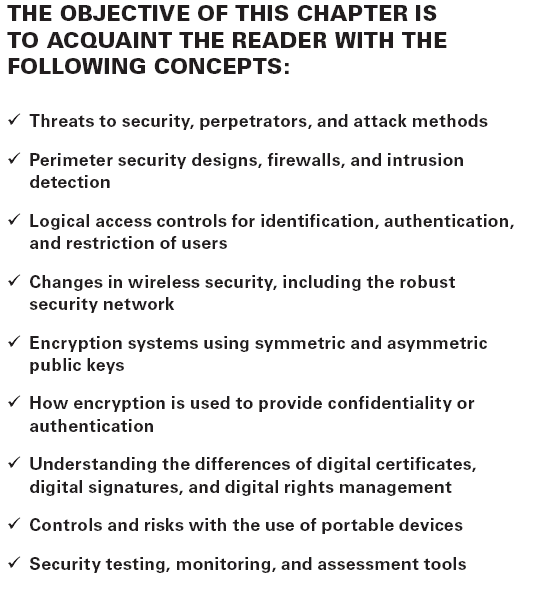 THE OBJECTIVE OF THIS CHAPTER IS
TO ACQUAINT THE READER WITH THE
FOLLOWING CONCEPTS:
✓ Threats to security, perpetrators, and attack methods
✓ Perimeter security designs, firewalls, and intrusion
detection
✓ Logical access controls for identification, authentication,
and restriction of users
✓ Changes in wireless security, including the robust
security network
✓ Encryption systems using symmetric and asymmetric
public keys
✓ How encryption is used to provide confidentiality or
authentication
✓ Understanding the differences of digital certificates,
digital signatures, and digital rights management
✓ Controls and risks with the use of portable devices
✓ Security testing, monitoring, and assessment tools